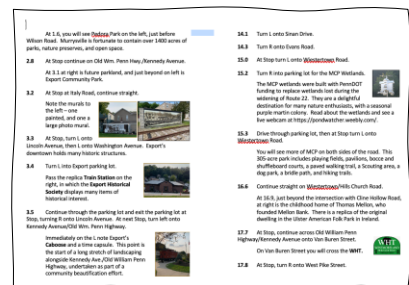 At 1.6, you will see Pedora Park on the left, just before
Wilson Road. Murrysville is fortunate to contain over 1400 acres of
parks, nature preserves, and open space.
2.8 At Stop continue on Old Wm. Penn Hwy./Kennedy Avenue.
At 3.1 at right is future parkland, and just beyond on left is
Export Community Park.
3.2 At Stop at Italy Road, continue straight.
Note the murals to
the left – one
painted, and one a
large photo mural.
3.3 At Stop, turn L onto
Lincoln Avenue, then L onto Washington Avenue. Export's
downtown holds many historic structures.
3.4 Turn L into Export parking lot.
Pass the replica Train Station on the
right, in which the Export Historical
Society displays many items of
historical interest.
3.5 Continue through the parking lot and exit the parking lot at
Stop, turning R onto Lincoln Avenue. At next Stop, turn left onto
Kennedy Avenue/Old Wm. Penn Highway.
Immediately on the L note Export's
Caboose and a time capsule. This point is
the start of a long stretch of landscaping
alongside Kennedy Ave./Old William Penn
Highway, undertaken as part of a
community beautification effort.
14.1 Turn L onto Sinan Drive.
14.3 Turn R onto Evans Road.
15.0 At Stop turn L onto Wiestertown Road.
15.2 Turn R into parking lot for the MCP Wetlands.
The MCP wetlands were built with PennDOT
funding to replace wetlands lost during the
widening of Route 22. They are a delightful
destination for many nature enthusiasts, with a seasonal
purple martin colony. Read about the wetlands and see a
live webcam at https://pondwatcher.weebly.com/.
15.3 Drive through parking lot, then at Stop turn L onto
Wiestertown Road.
You will see more of MCP on both sides of the road. This
305-acre park includes playing fields, pavilions, bocce and
shuffleboard courts, a paved walking trail, a Scouting area, a
dog park, a bridle path, and hiking trails.
16.6 Continue straight on Wiestertown/Hills Church Road.
At 16.9, just beyond the intersection with Cline Hollow Road,
at right is the childhood home of Thomas Mellon, who
founded Mellon Bank. There is a replica of the original
dwelling in the Ulster American Folk Park in Ireland.
17.7 At Stop, continue across Old William Penn
Highway/Kennedy Avenue onto Van Buren Street.
On Van Buren Street you will cross the WHT.
17.8 At Stop, turn R onto West Pike Street.